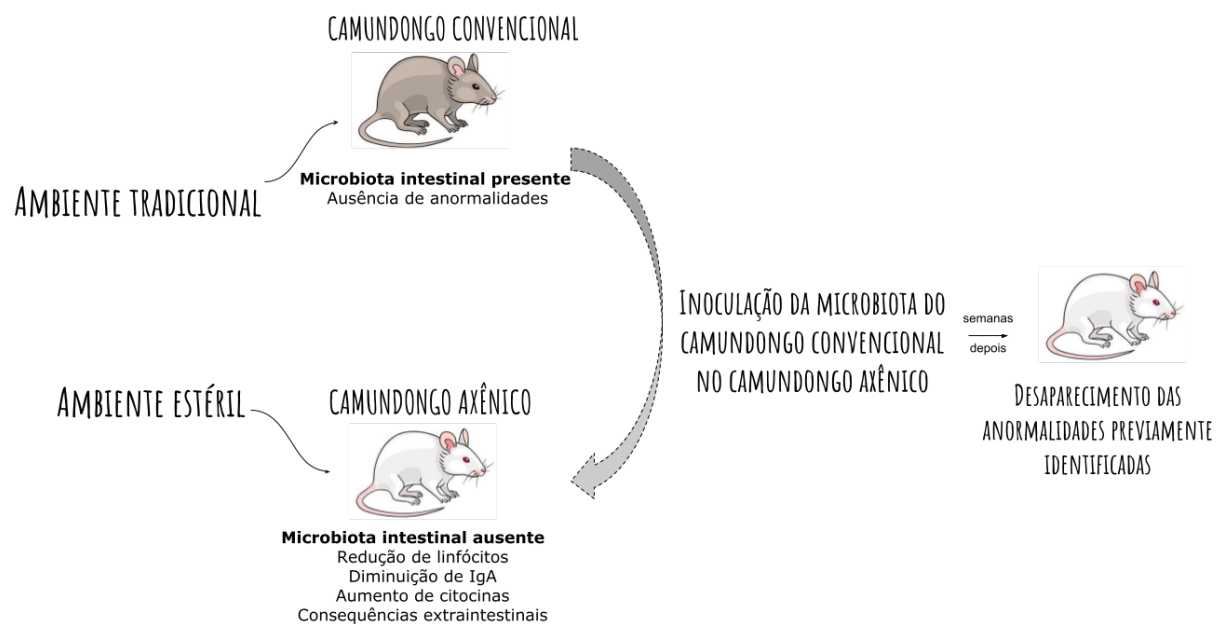 CAMUNDONGO CONVENCIONAL
Microbiota intestinal presente
Ausência de anormalidades
AMBIENTE TRADICIONAL
INOCULAÇÃO DA MICROBIOTA DO
CAMUNDONGO CONVENCIONAL
NO CAMUNDONGO AXÊNICO
semanas
depois
DESAPARECIMENTO DAS
ANORMALIDADES PREVIAMENTE
IDENTIFICADAS
AMBIENTE ESTÉRIL
CAMUNDONGO AXÊNICO
Microbiota intestinal ausente
Redução de linfócitos
Diminuição de IgA
Aumento de citocinas
Consequências extraintestinais